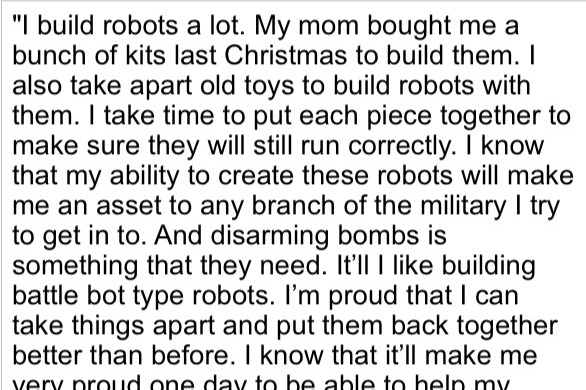 "I build robots a lot. My mom bought me a
bunch of kits last Christmas to build them. I
also take apart old toys to build robots with
them. I take time to put each piece together to
make sure they will still run correctly. I know
that my ability to create these robots will make
me an asset to any branch of the military I try
to get in to. And disarming bombs is
something that they need. It’ll I like building
battle bot type robots. I’m proud that I can
take things apart and put them back together
better than before. I know that it’ll make me
very proud one day to be able to help my